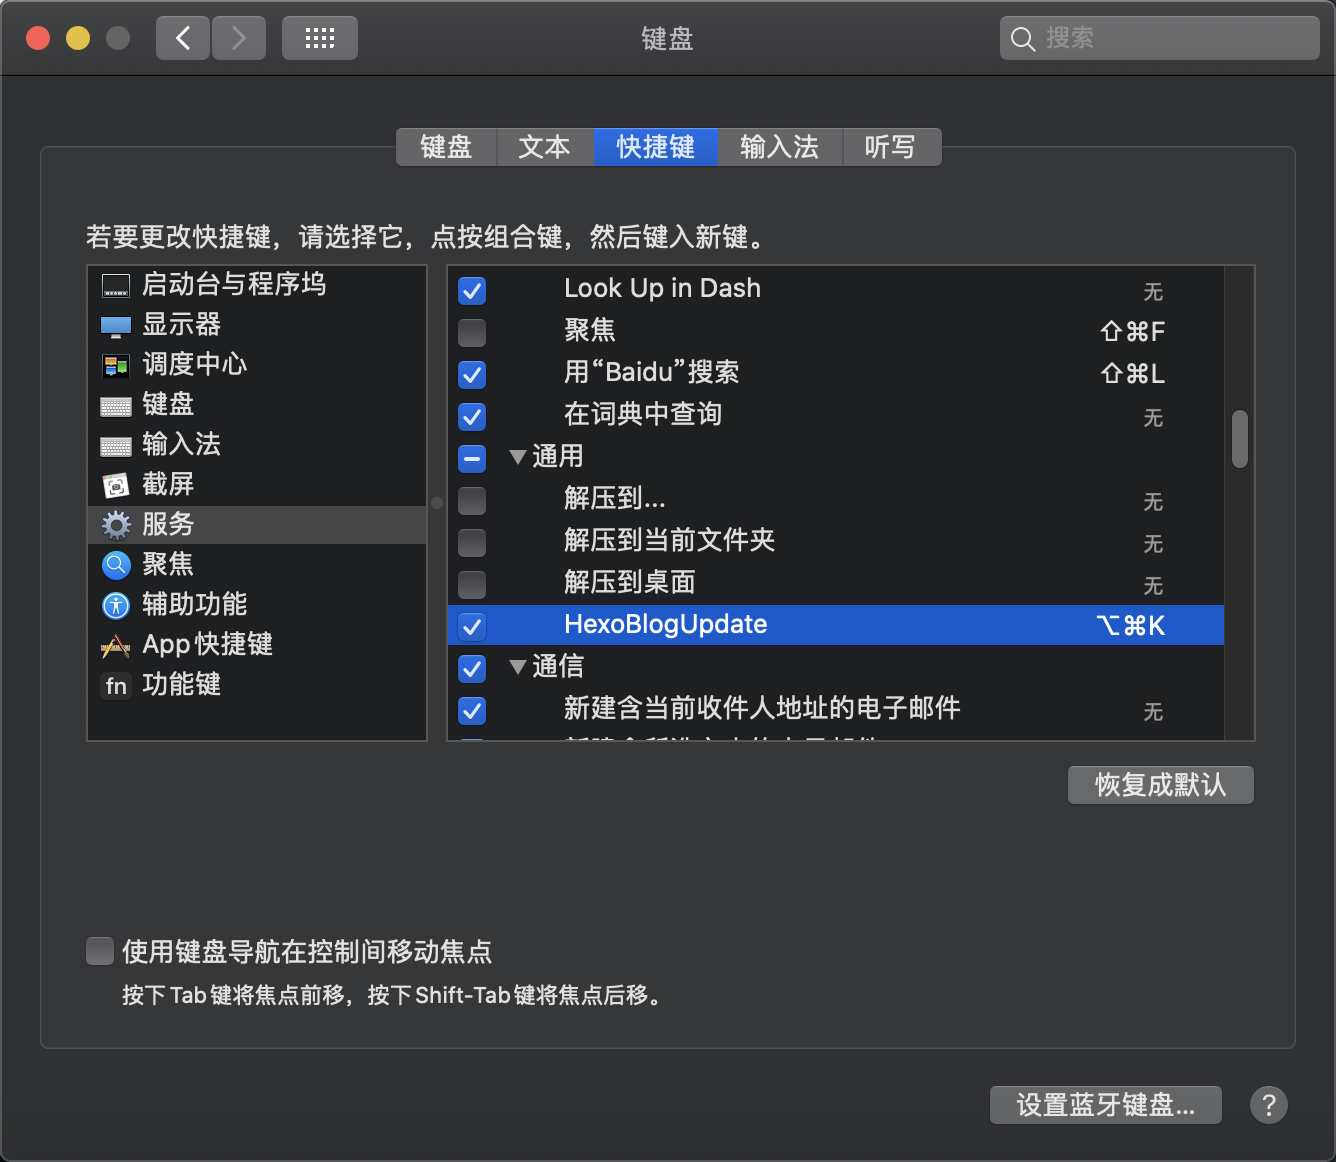 键盘
搜索
键盘 文本 快捷键 输入法 听写
若要更改快捷键，请选择它，点按组合键，然后键入新键。
启动台与程序坞
显示器
调度中心
键盘
输入法
截屏
服务
聚焦
辅助功能
App 快捷键
fn 功能键
Look Up in Dash 无
聚焦 ⇧⌘F
用“Baidu”搜索 ⇧⌘L
在词典中查询 无
▼通用
解压到... 无
解压到当前文件夹 无
解压到桌面 无
HexoBlogUpdate ⌥⌘K
▼通信
新建含当前收件人地址的电子邮件 无
恢复成默认
使用键盘导航在控制间移动焦点
按下 Tab 键将焦点前移，按下 Shift-Tab 键将焦点后移。
设置蓝牙键盘...
?